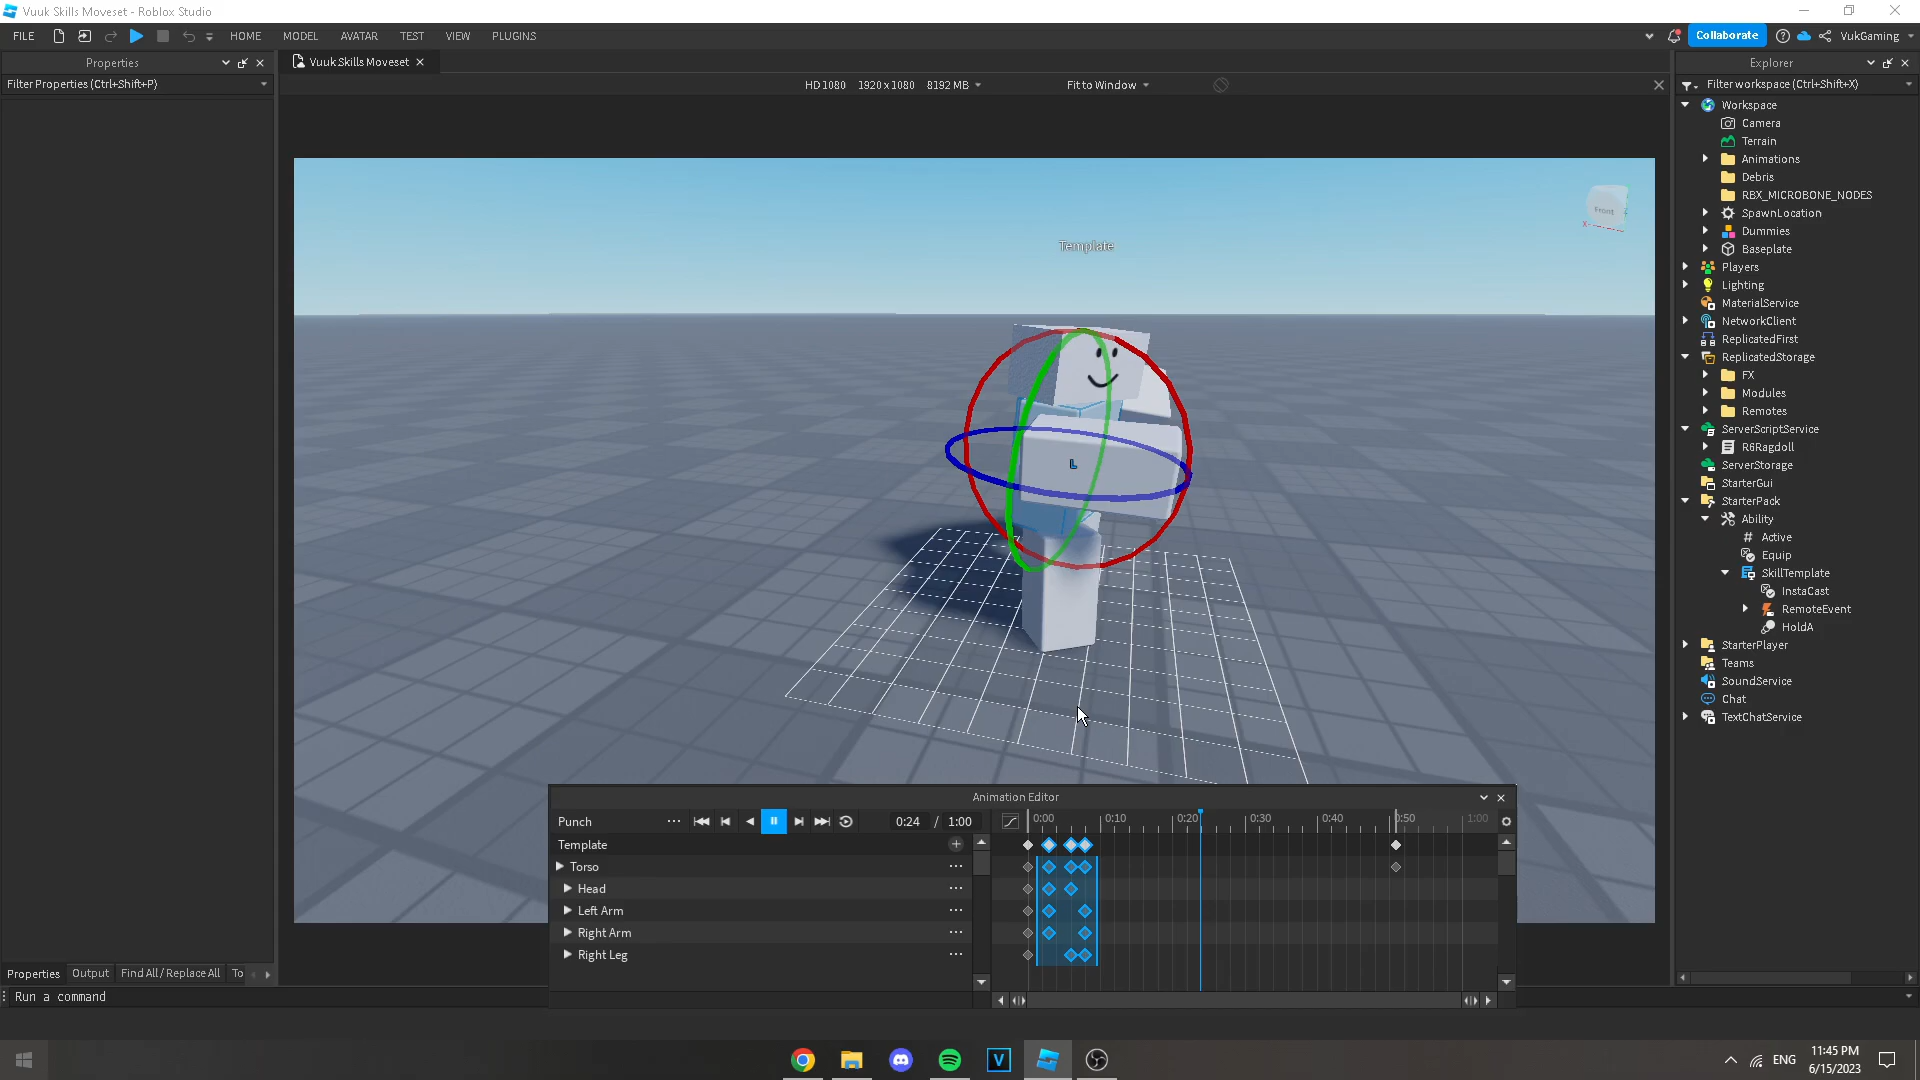 Vuuk Skills Moveset - Roblox Studio
FILE HOME MODEL AVATAR TEST VIEW PLUGINS Collaborate VukGaming
Properties
Filter Properties (Ctrl+Shift+P)
Vuuk Skills Moveset
HD1080 1920 x 1080 8192 MB Fit to Window
Template
Front
X
L
Explorer
Filter workspace (Ctrl+Shift+X)
Workspace
Camera
Terrain
Animations
Debris
RBX_MICROBONE_NODES
SpawnLocation
Dummies
Baseplate
Players
Lighting
MaterialService
NetworkClient
ReplicatedFirst
ReplicatedStorage
FX
Modules
Remotes
ServerScriptService
R6Ragdoll
ServerStorage
StarterGui
StarterPack
Ability
Active
Equip
SkillTemplate
InstaCast
RemoteEvent
HoldA
StarterPlayer
Teams
SoundService
Chat
TextChatService
Animation Editor
Punch 0:24 / 1:00 0:00 0:10 0:20 0:30 0:40 0:50 1:00
Template
Torso
Head
Left Arm
Right Arm
Right Leg
Properties Output Find All / Replace All To
Run a command
V
ENG
11:45 PM
6/15/2023